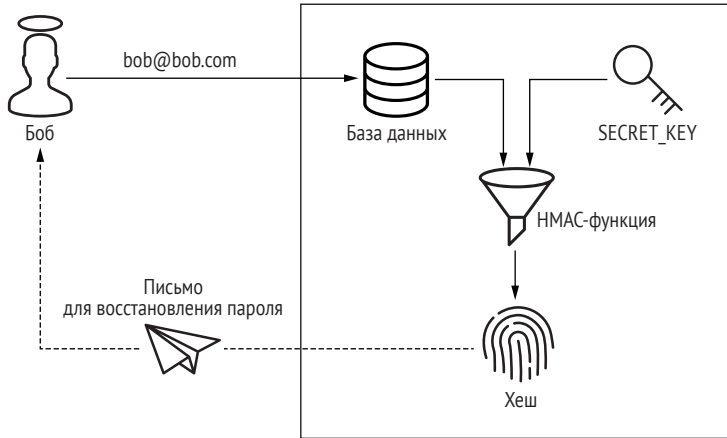 bob@bob.com
Боб
База данных
SECRET_KEY
HMAC-функция
Письмо
для восстановления пароля
Хеш